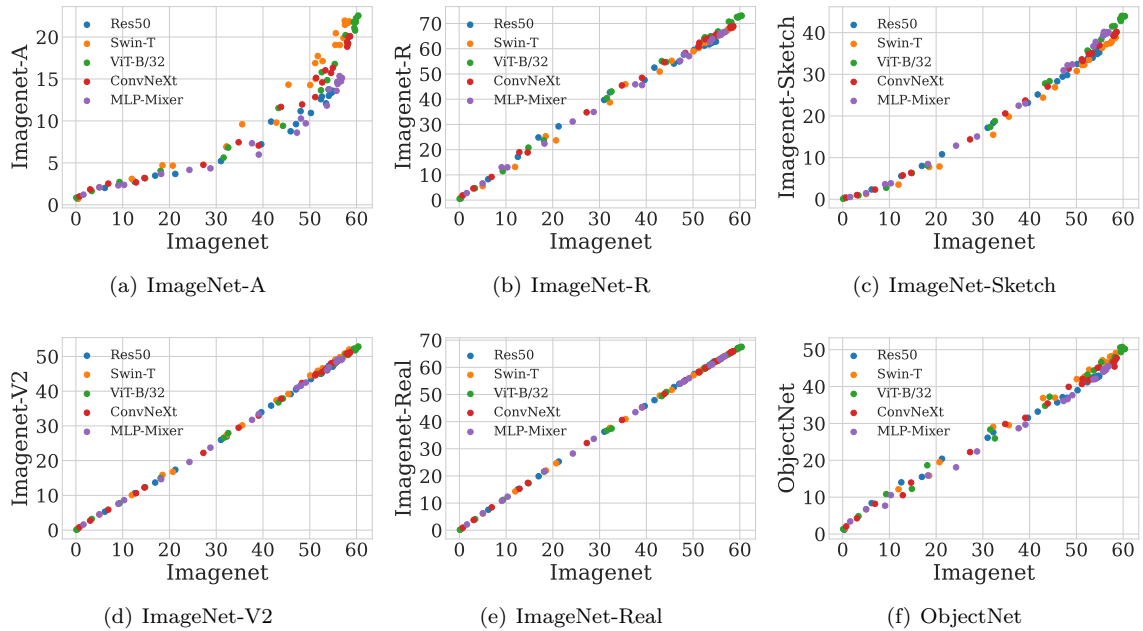 Imagenet-A
20
15
10
5
0
Res50
Swin-T
ViT-B/32
ConvNeXt
MLP-Mixer
0 10 20 30 40 50 60
Imagenet
(a) ImageNet-A
Imagenet-R
70
60
50
40
30
20
10
0
Res50
Swin-T
ViT-B/32
ConvNeXt
MLP-Mixer
0 10 20 30 40 50 60
Imagenet
(b) ImageNet-R
Imagenet-Sketch
40
30
20
10
0
Res50
Swin-T
ViT-B/32
ConvNeXt
MLP-Mixer
0 10 20 30 40 50 60
Imagenet
(c) ImageNet-Sketch
Imagenet-V2
50
40
30
20
10
0
Res50
Swin-T
ViT-B/32
ConvNeXt
MLP-Mixer
0 10 20 30 40 50 60
Imagenet
(d) ImageNet-V2
Imagenet-Real
70
60
50
40
30
20
10
0
Res50
Swin-T
ViT-B/32
ConvNeXt
MLP-Mixer
0 10 20 30 40 50 60
Imagenet
(e) ImageNet-Real
ObjectNet
50
40
30
20
10
0
Res50
Swin-T
ViT-B/32
ConvNeXt
MLP-Mixer
0 10 20 30 40 50 60
Imagenet
(f) ObjectNet